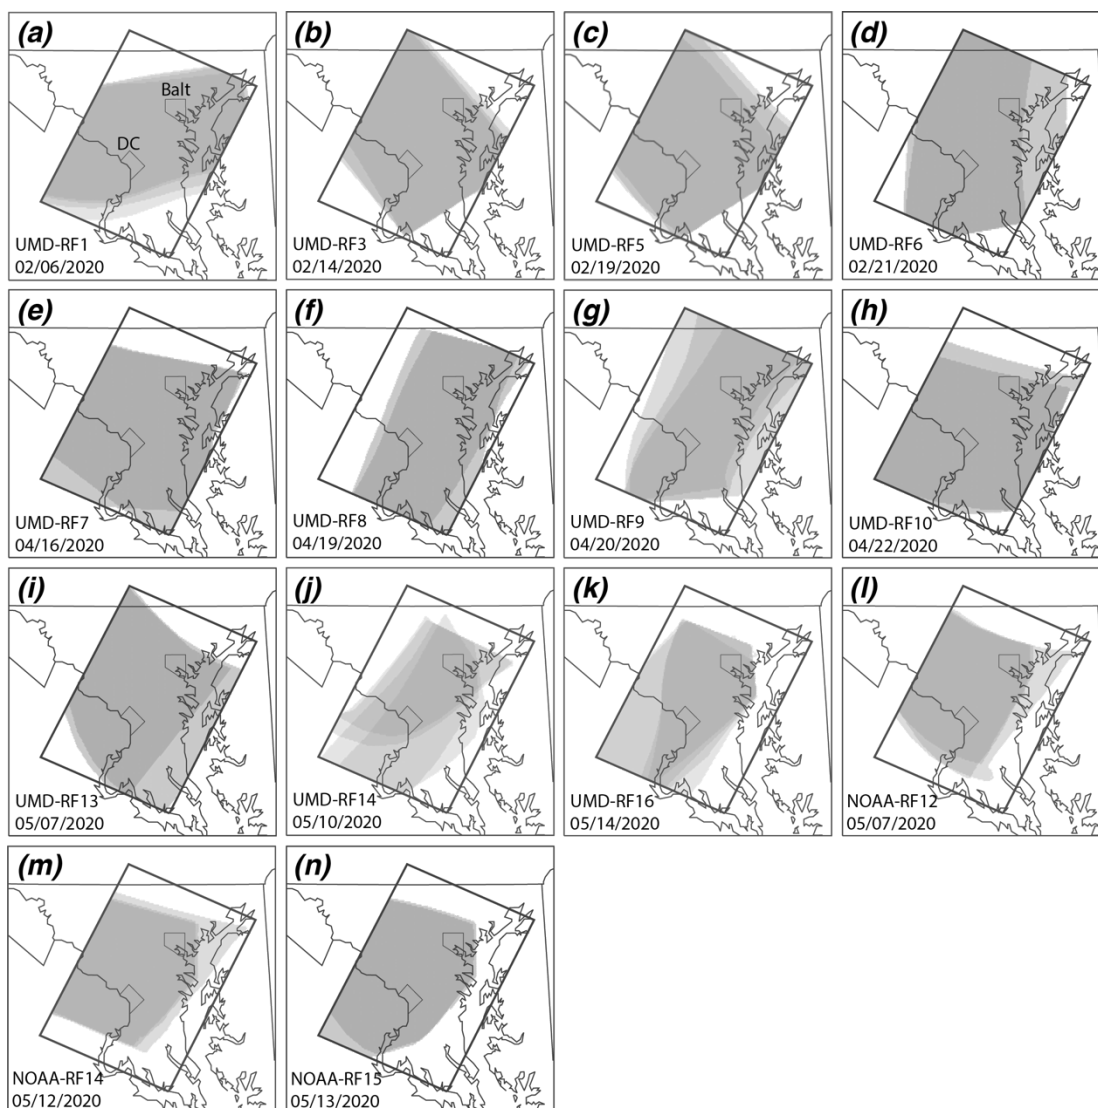 (a)
Balt
DC
UMD-RF1
02/06/2020
(b)
UMD-RF3
02/14/2020
(c)
UMD-RF5
02/19/2020
(d)
UMD-RF6
02/21/2020
(e)
UMD-RF7
04/16/2020
(f)
UMD-RF8
04/19/2020
(g)
UMD-RF9
04/20/2020
(h)
UMD-RF10
04/22/2020
(i)
UMD-RF13
05/07/2020
(j)
UMD-RF14
05/10/2020
(k)
UMD-RF16
05/14/2020
(l)
NOAA-RF12
05/07/2020
(m)
NOAA-RF14
05/12/2020
(n)
NOAA-RF15
05/13/2020